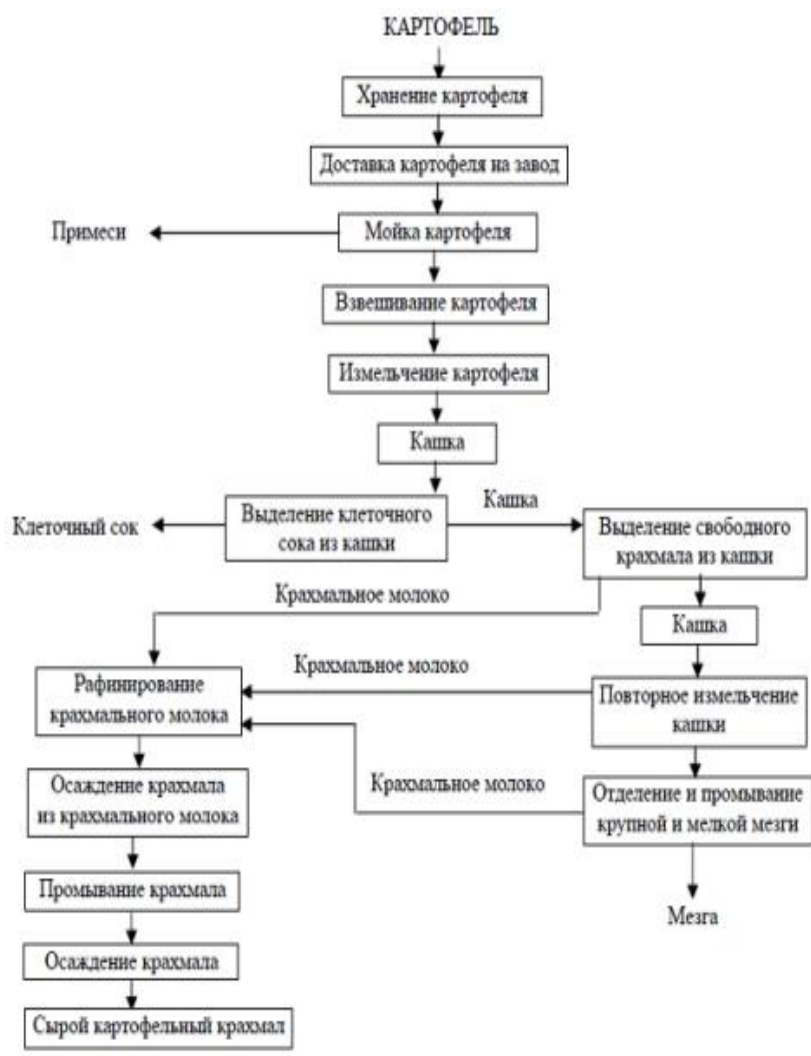 КАРТОФЕЛЬ
Хранение картофеля
Доставка картофеля на завод
Примеси
Мойка картофеля
Взвешивание картофеля
Измельчение картофеля
Кашка
Клеточный сок
Выделение клеточного
сока из кашки
Кашка
Выделение свободного
крахмала из кашки
Крахмальное молоко
Кашка
Рафинирование
крахмального молока
Крахмальное молоко
Повторное измельчение
кашки
Осаждение крахмала
из крахмального молока
Крахмальное молоко
Отделение и промывание
крупной и мелкой мезги
Промывание крахмала
Мезга
Осаждение крахмала
Сырой картофельный крахмал